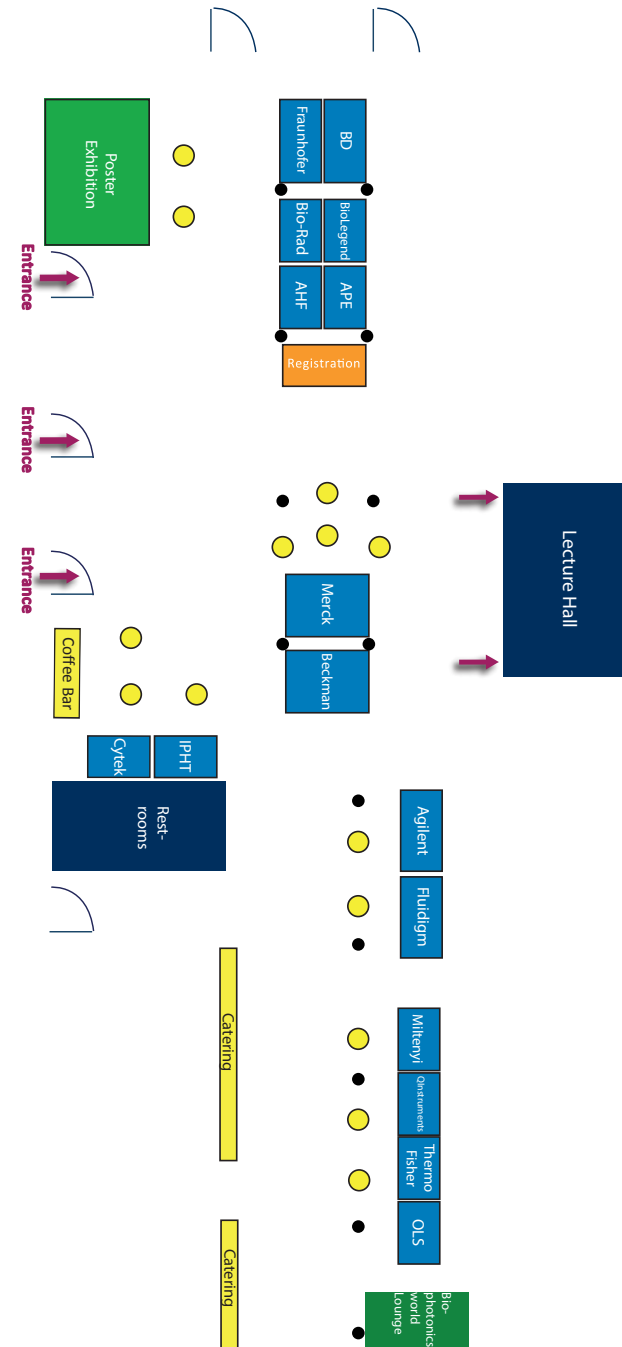 Poster
Exhibition
Fraunhofer
BD
Bio-Rad
BioLegend
AHF
APE
Registration
Entrance
Entrance
Entrance
Lecture Hall
Merck
Beckman
Coffee Bar
Cytek
IPHT
Rest-
rooms
Agilent
Fluidigm
Catering
Miltenyi
QInstruments
Thermo
Fisher
OLS
Catering
Bio-
photonics
world
Lounge